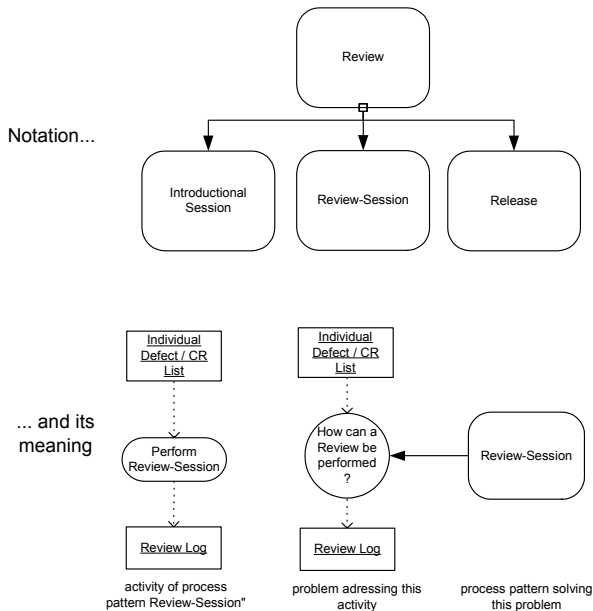 Review
Notation...
Introductional
Session
Review-Session
Release
Individual
Defect / CR
List
Individual
Defect / CR
List
... and its
meaning
Perform
Review-Session
How can a
Review be
performed
?
Review-Session
Review Log
Review Log
activity of process
pattern Review-Session"
problem adressing this
activity
process pattern solving
this problem